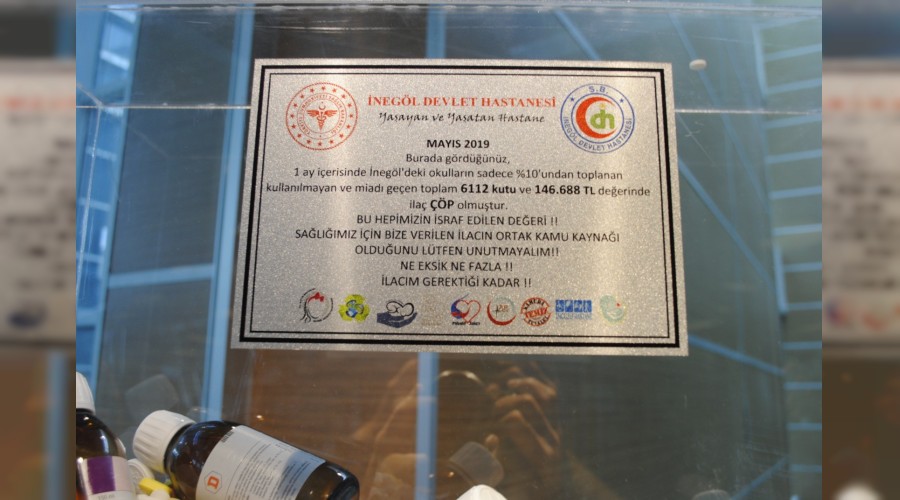 İNEGÖL DEVLET HASTANESİ
Yaşayan ve Yaşatan Hastane
S.B.
İNEGÖL DEVLET HASTANESİ
MAYIS 2019
Burada gördüğünüz,
1 ay içerisinde İnegöl'deki okulların sadece %10'undan toplanan
kullanılmayan ve miadı geçen toplam 6112 kutu ve 146.688 TL değerinde
ilaç ÇÖP olmuştur.
BU HEPİMİZİN İSRAF EDİLEN DEĞERİ !!
SAĞLIĞIMIZ İÇİN BİZE VERİLEN İLACIN ORTAK KAMU KAYNAĞI
OLDUĞUNU LÜTFEN UNUTMAYALIM!!
NE EKSİK NE FAZLA !!
İLACIM GEREKTİĞİ KADAR !!